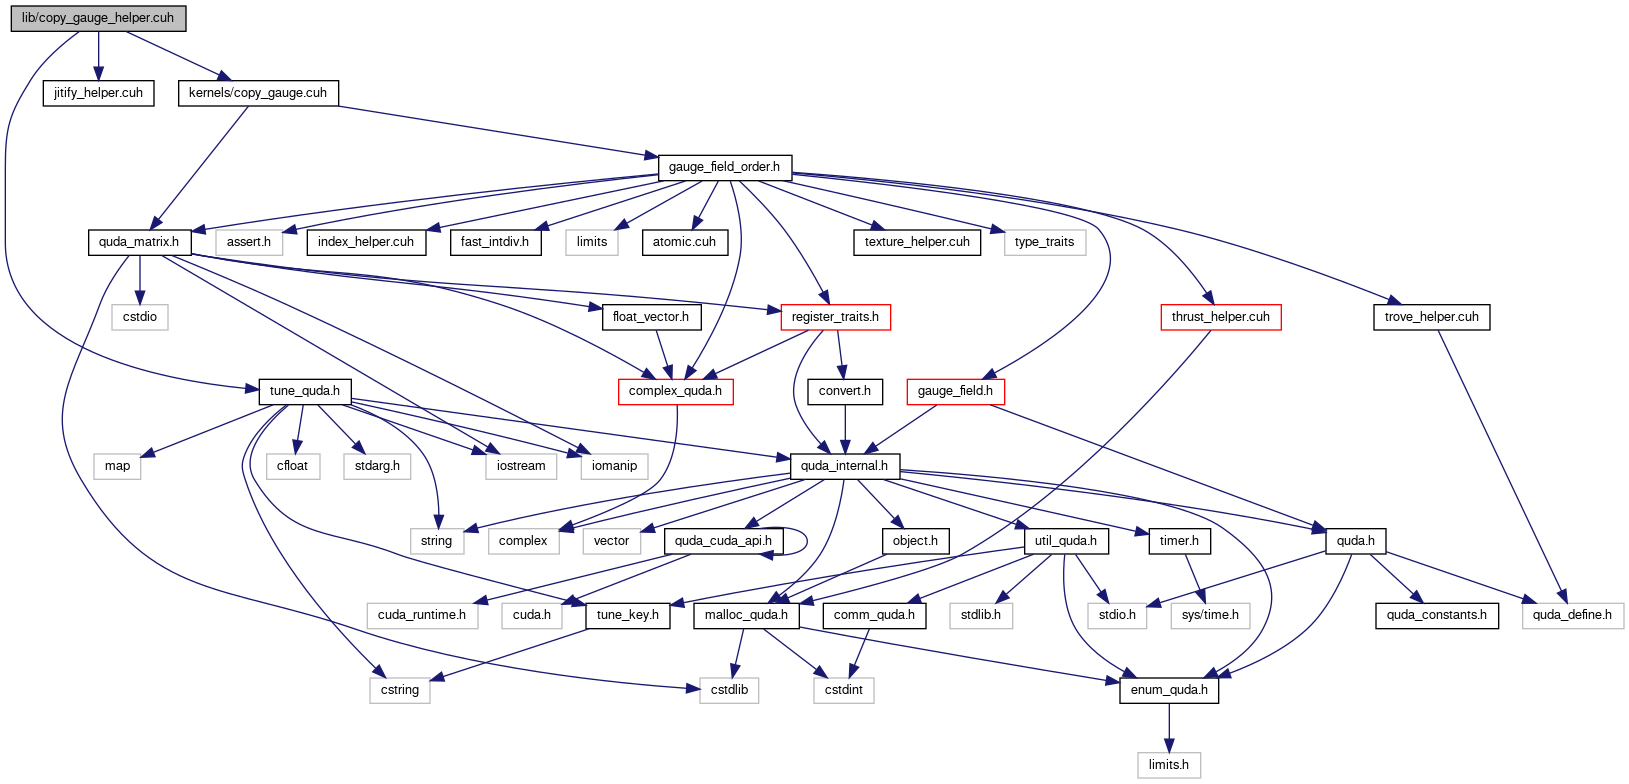 lib/copy_gauge_helper.cuh
jitify_helper.cuh
kernels/copy_gauge.cuh
gauge_field_order.h
quda_matrix.h
assert.h
index_helper.cuh
fast_intdiv.h
limits
atomic.cuh
texture_helper.cuh
type_traits
cstdio
float_vector.h
register_traits.h
thrust_helper.cuh
trove_helper.cuh
tune_quda.h
complex_quda.h
convert.h
gauge_field.h
map
cfloat
stdarg.h
iostream
iomanip
quda_internal.h
string
complex
vector
quda_cuda_api.h
object.h
util_quda.h
timer.h
quda.h
cuda_runtime.h
cuda.h
tune_key.h
malloc_quda.h
comm_quda.h
stdlib.h
stdio.h
sys/time.h
quda_constants.h
quda_define.h
cstring
cstdlib
cstdint
enum_quda.h
limits.h